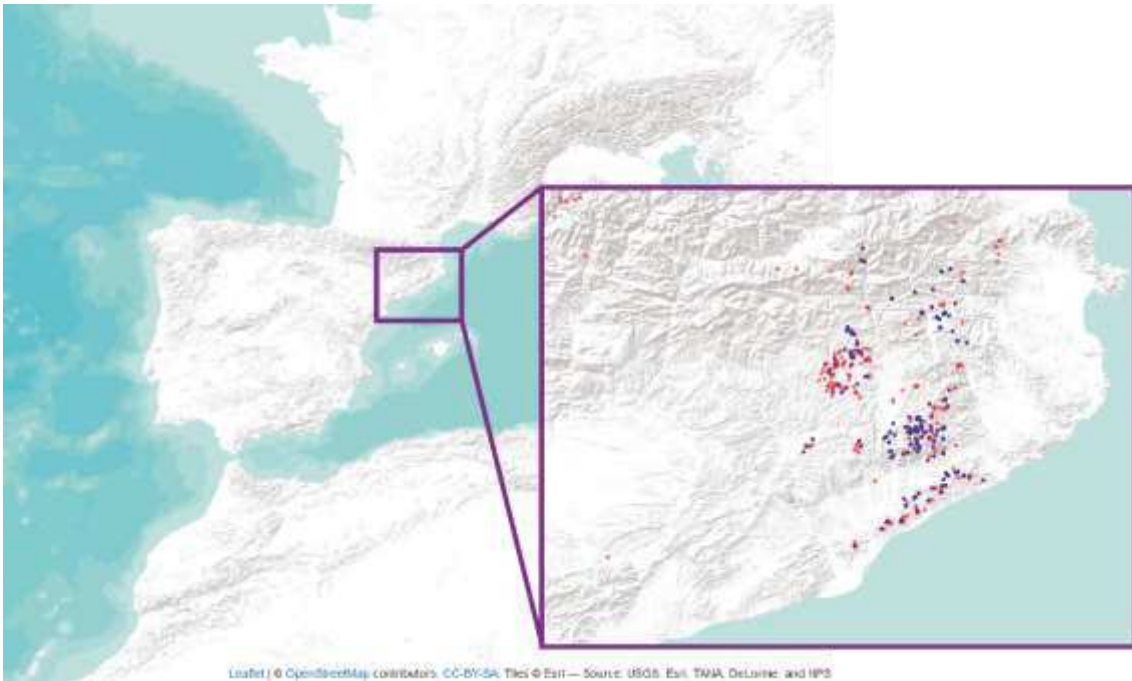 Leaflet | © OpenStreetMap contributors, CC-BY-SA, Tiles © Esri — Source: USGS, Esri, TANA, DeLorme, and NPS